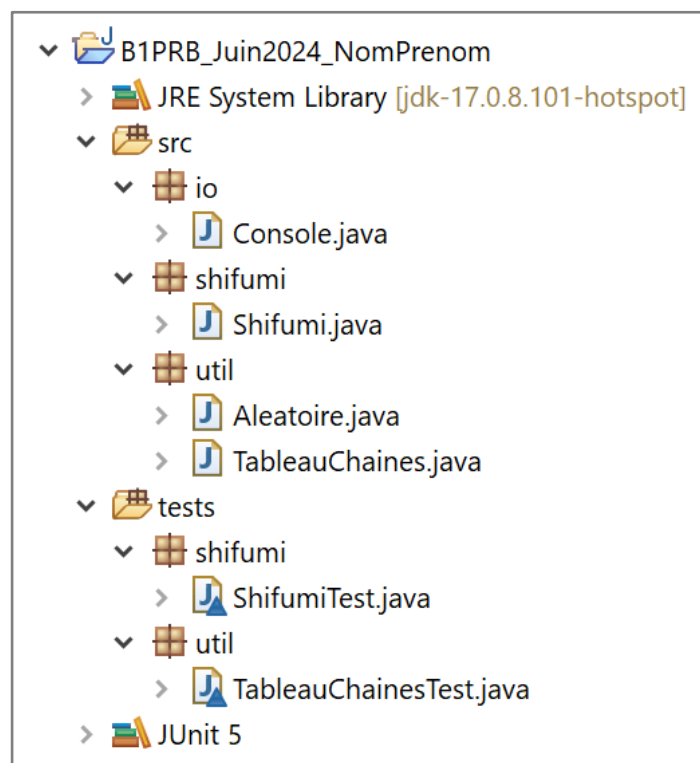 B1PRB_Juin2024_NomPrenom
JRE System Library [jdk-17.0.8.101-hotspot]
src
io
Console.java
shifumi
Shifumi.java
util
Aleatoire.java
TableauChaines.java
tests
shifumi
ShifumiTest.java
util
TableauChainesTest.java
JUnit 5